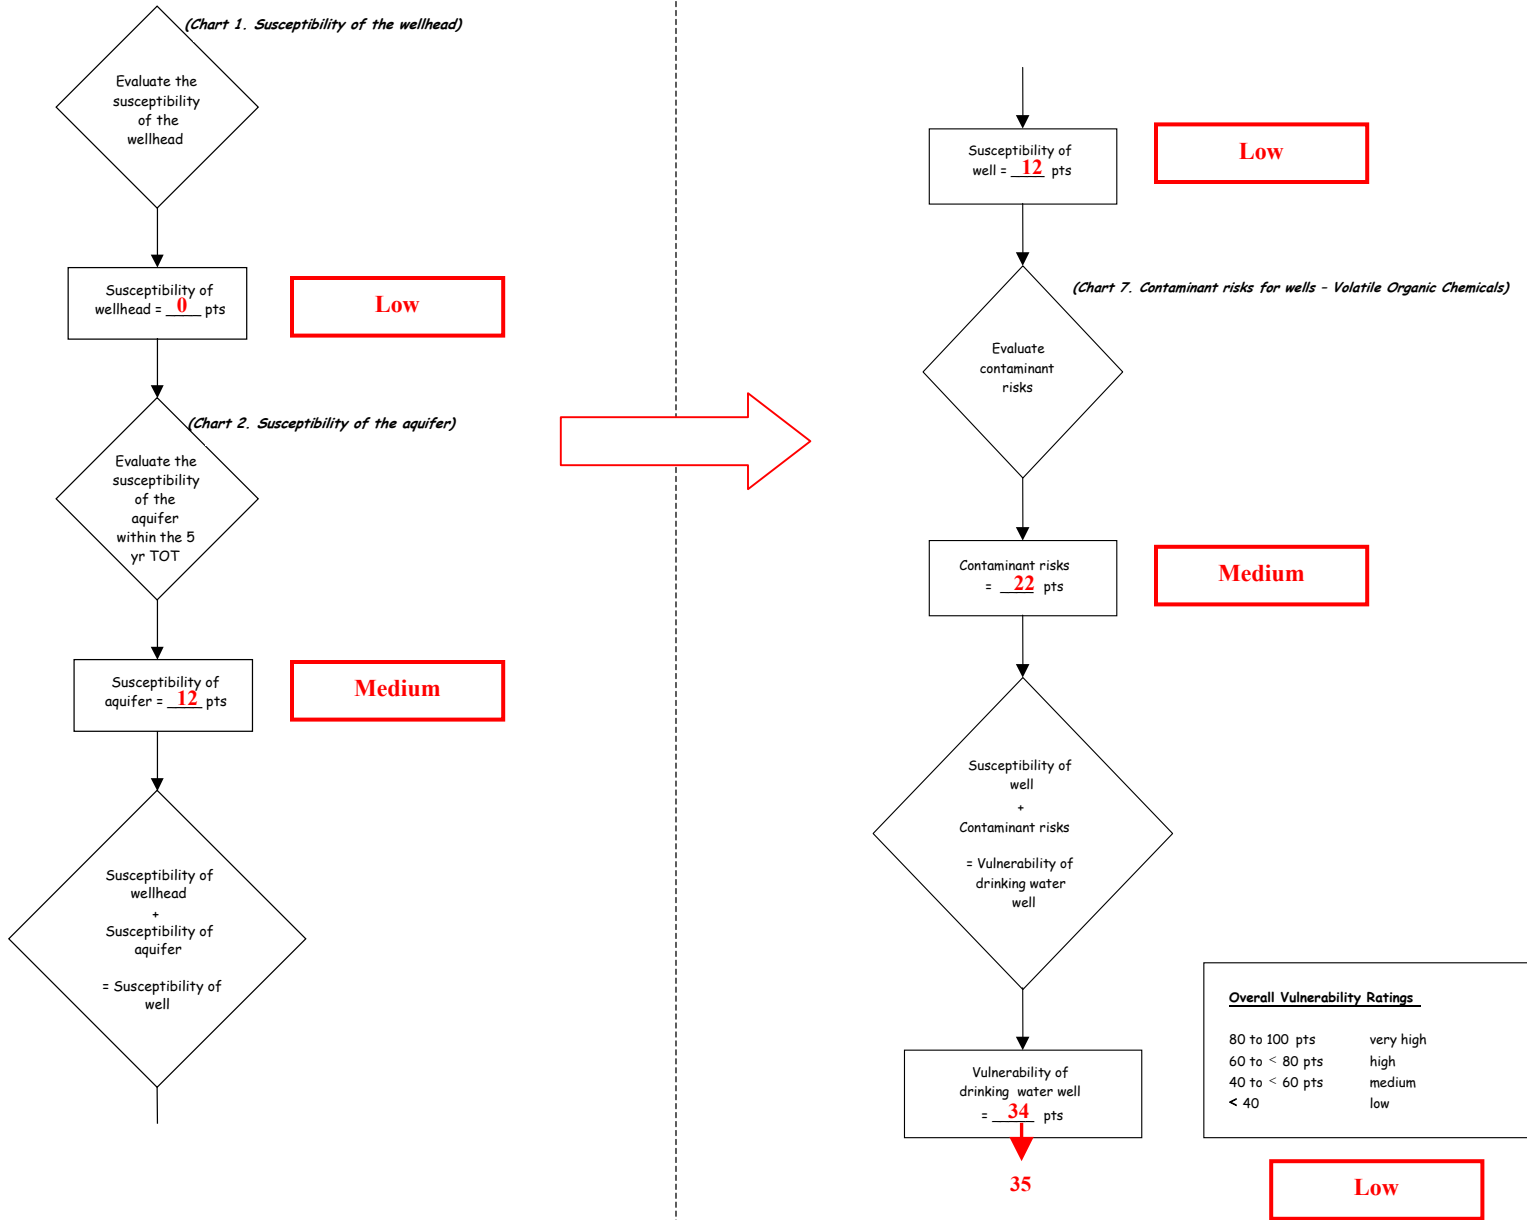 (Chart 1. Susceptibility of the wellhead)
Evaluate the
susceptibility
of the
wellhead
Susceptibility of
wellhead = 0 pts
Low
(Chart 2. Susceptibility of the aquifer)
Evaluate the
susceptibility
of the
aquifer
within the 5
yr TOT
Susceptibility of
aquifer = 12 pts
Medium
Susceptibility of
wellhead
+
Susceptibility of
aquifer
= Susceptibility of
well
Susceptibility of
well = 12 pts
Low
(Chart 7. Contaminant risks for wells – Volatile Organic Chemicals)
Evaluate
contaminant
risks
Contaminant risks
= 22 pts
Medium
Susceptibility of
well
+
Contaminant risks
= Vulnerability of
drinking water
well
Vulnerability of
drinking water well
= 34 pts
35
Overall Vulnerability Ratings
80 to 100 pts very high
60 to < 80 pts high
40 to < 60 pts medium
< 40 low
Low